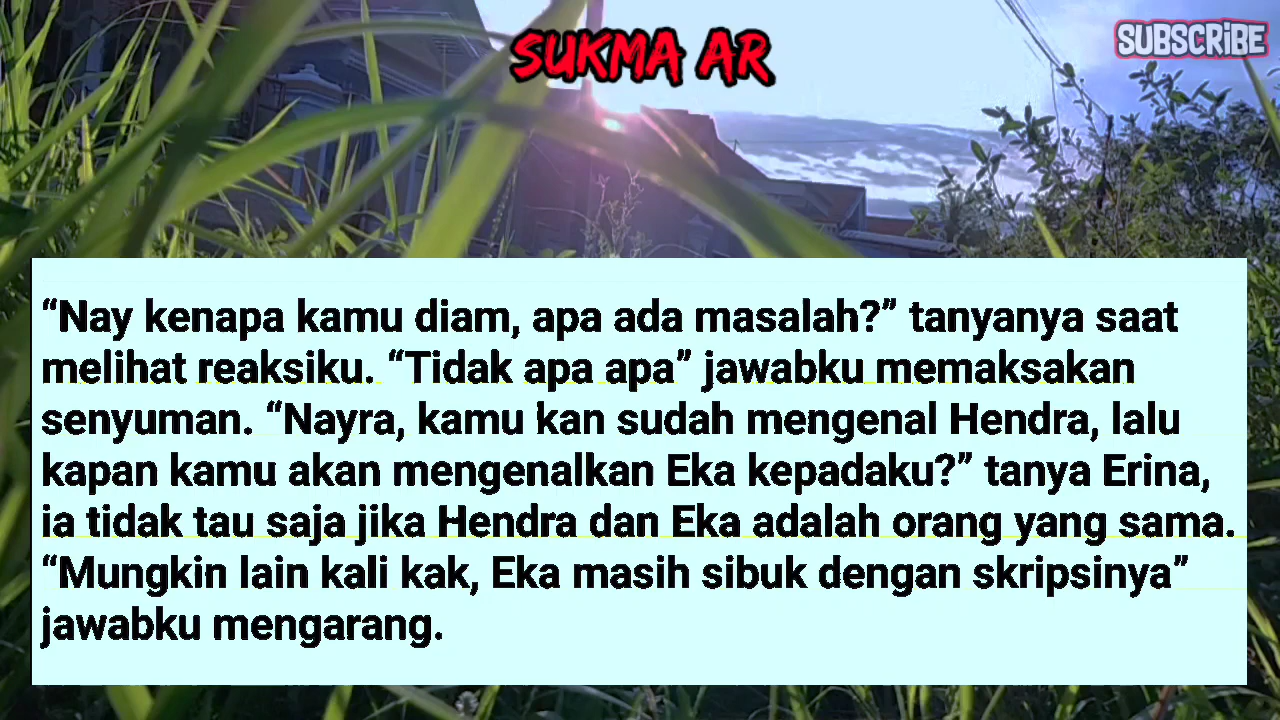 SUKMA AR
SUBSCRiBE
“Nay kenapa kamu diam, apa ada masalah?” tanyanya saat
melihat reaksiku. “Tidak apa apa” jawabku memaksakan
senyuman. “Nayra, kamu kan sudah mengenal Hendra, lalu
kapan kamu akan mengenalkan Eka kepadaku?” tanya Erina,
ia tidak tau saja jika Hendra dan Eka adalah orang yang sama.
“Mungkin lain kali kak, Eka masih sibuk dengan skripsinya”
jawabku mengarang.